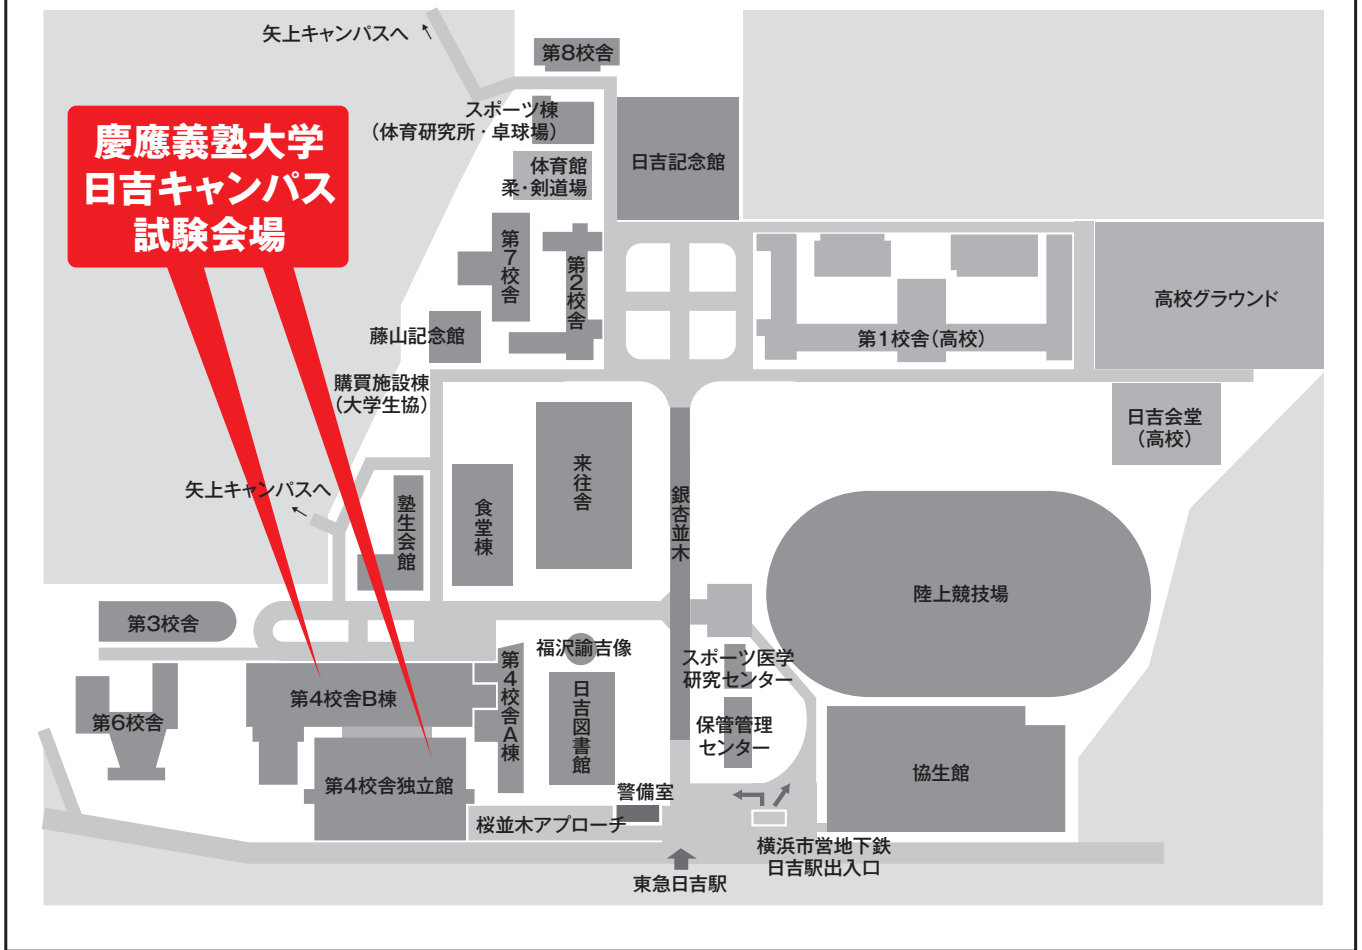 矢上キャンパスへ
第8校舎
慶應義塾大学
日吉キャンパス
試験会場
スポーツ棟
(体育研究所・卓球場)
体育館
柔・剣道場
日吉記念館
第7校舎
第2校舎
藤山記念館
第1校舎(高校)
高校グラウンド
購買施設棟
(大学生協)
日吉会堂
(高校)
矢上キャンパスへ
塾生会館
食堂棟
来往舎
銀杏並木
陸上競技場
第3校舎
福沢諭吉像
スポーツ医学
研究センター
第6校舎
第4校舎B棟
第4校舎A棟
日吉図書館
保管管理
センター
第4校舎独立館
協生館
警備室
桜並木アプローチ
横浜市営地下鉄
日吉駅出入口
東急日吉駅